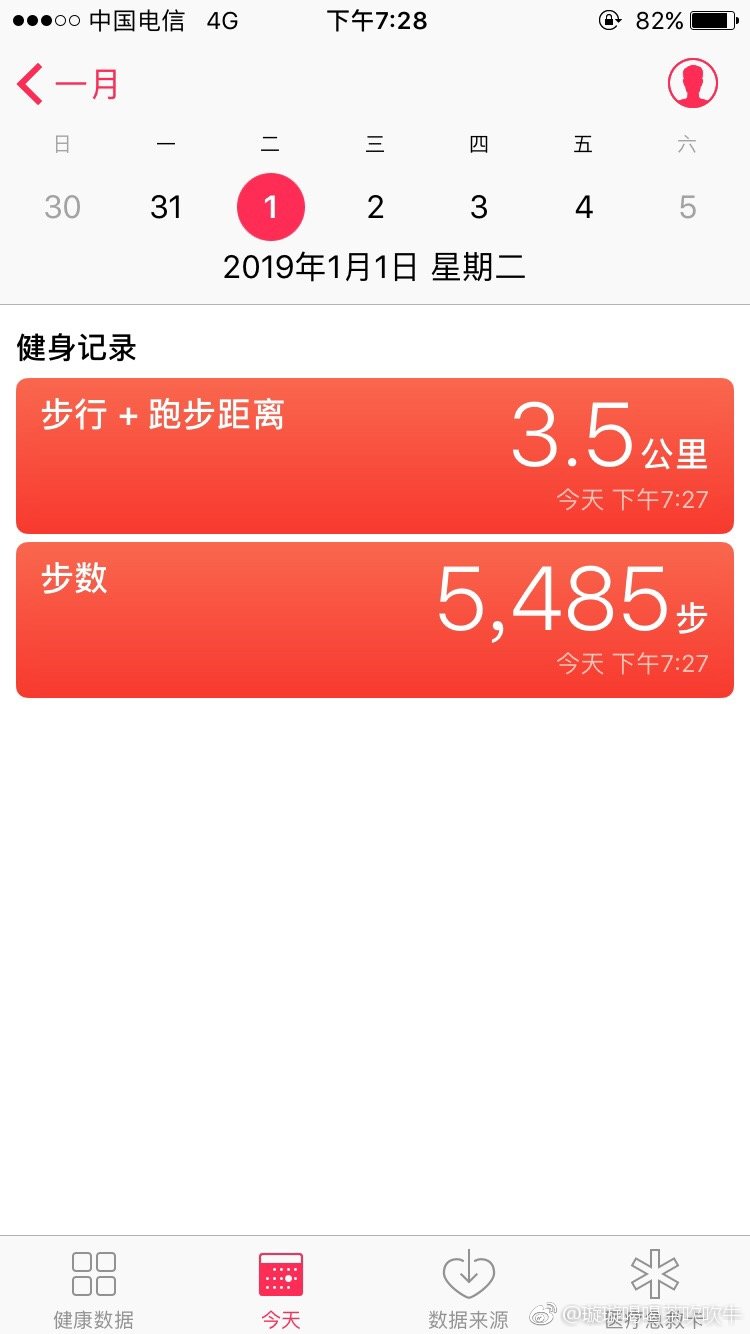 中国电信 4G 下午7:28 82%
一月
日 一 二 三 四 五 六
30 31 1 2 3 4 5
2019年1月1日 星期二
健身记录
步行 + 跑步距离
3.5公里
今天 下午7:27
步数
5,485步
今天 下午7:27
健康数据 今天 数据来源 医疗急救卡